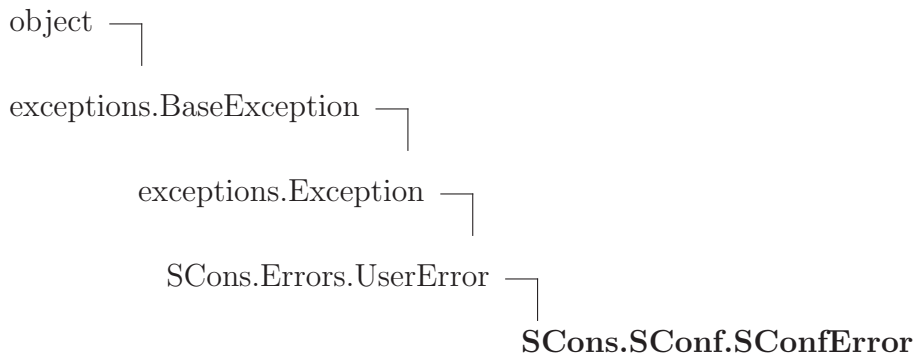 object
exceptions.BaseException
exceptions.Exception
SCons.Errors.UserError
SCons.SConf.SConfError